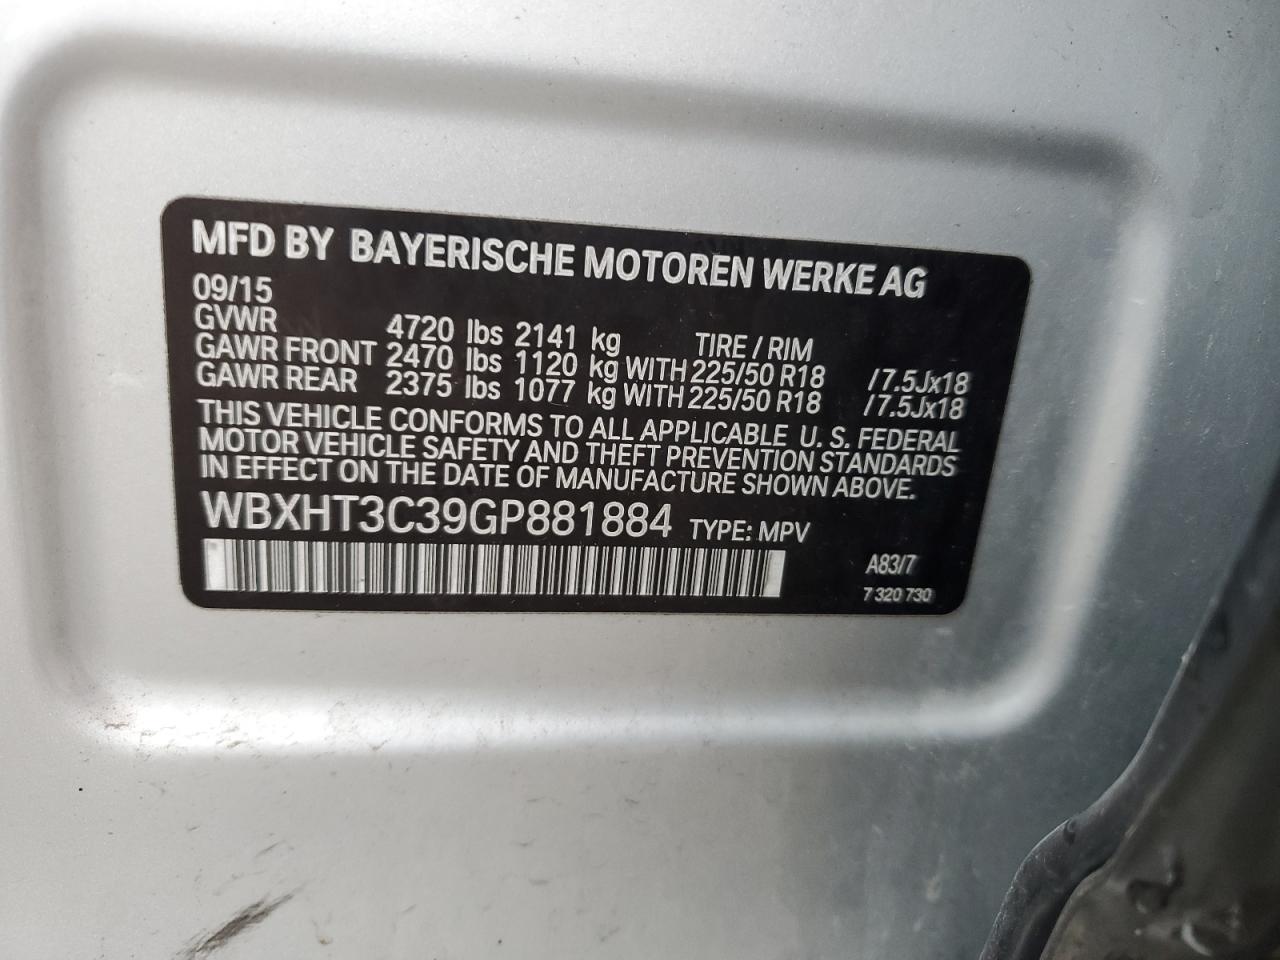 MFD BY BAYERISCHE MOTOREN WERKE AG
09/15
GVWR 4720 lbs 2141 kg TIRE / RIM
GAWR FRONT 2470 lbs 1120 kg WITH 225/50 R18 /7.5Jx18
GAWR REAR 2375 lbs 1077 kg WITH 225/50 R18 /7.5Jx18
THIS VEHICLE CONFORMS TO ALL APPLICABLE U. S. FEDERAL
MOTOR VEHICLE SAFETY AND THEFT PREVENTION STANDARDS
IN EFFECT ON THE DATE OF MANUFACTURE SHOWN ABOVE.
WBXHT3C39GP881884 TYPE: MPV
A83/7
7 320 730